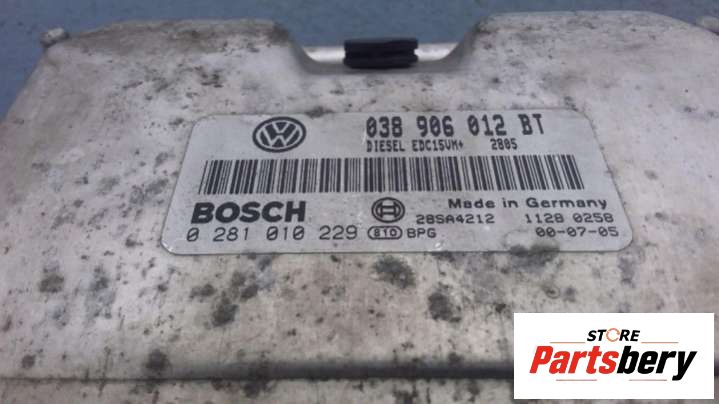 038 906 012 BT
DIESEL EDC15VM+ 2805
BOSCH
Made in Germany
28SA4212 1128 0258
0 281 010 229 810 BPG 00-07-05
STORE
Partsbery